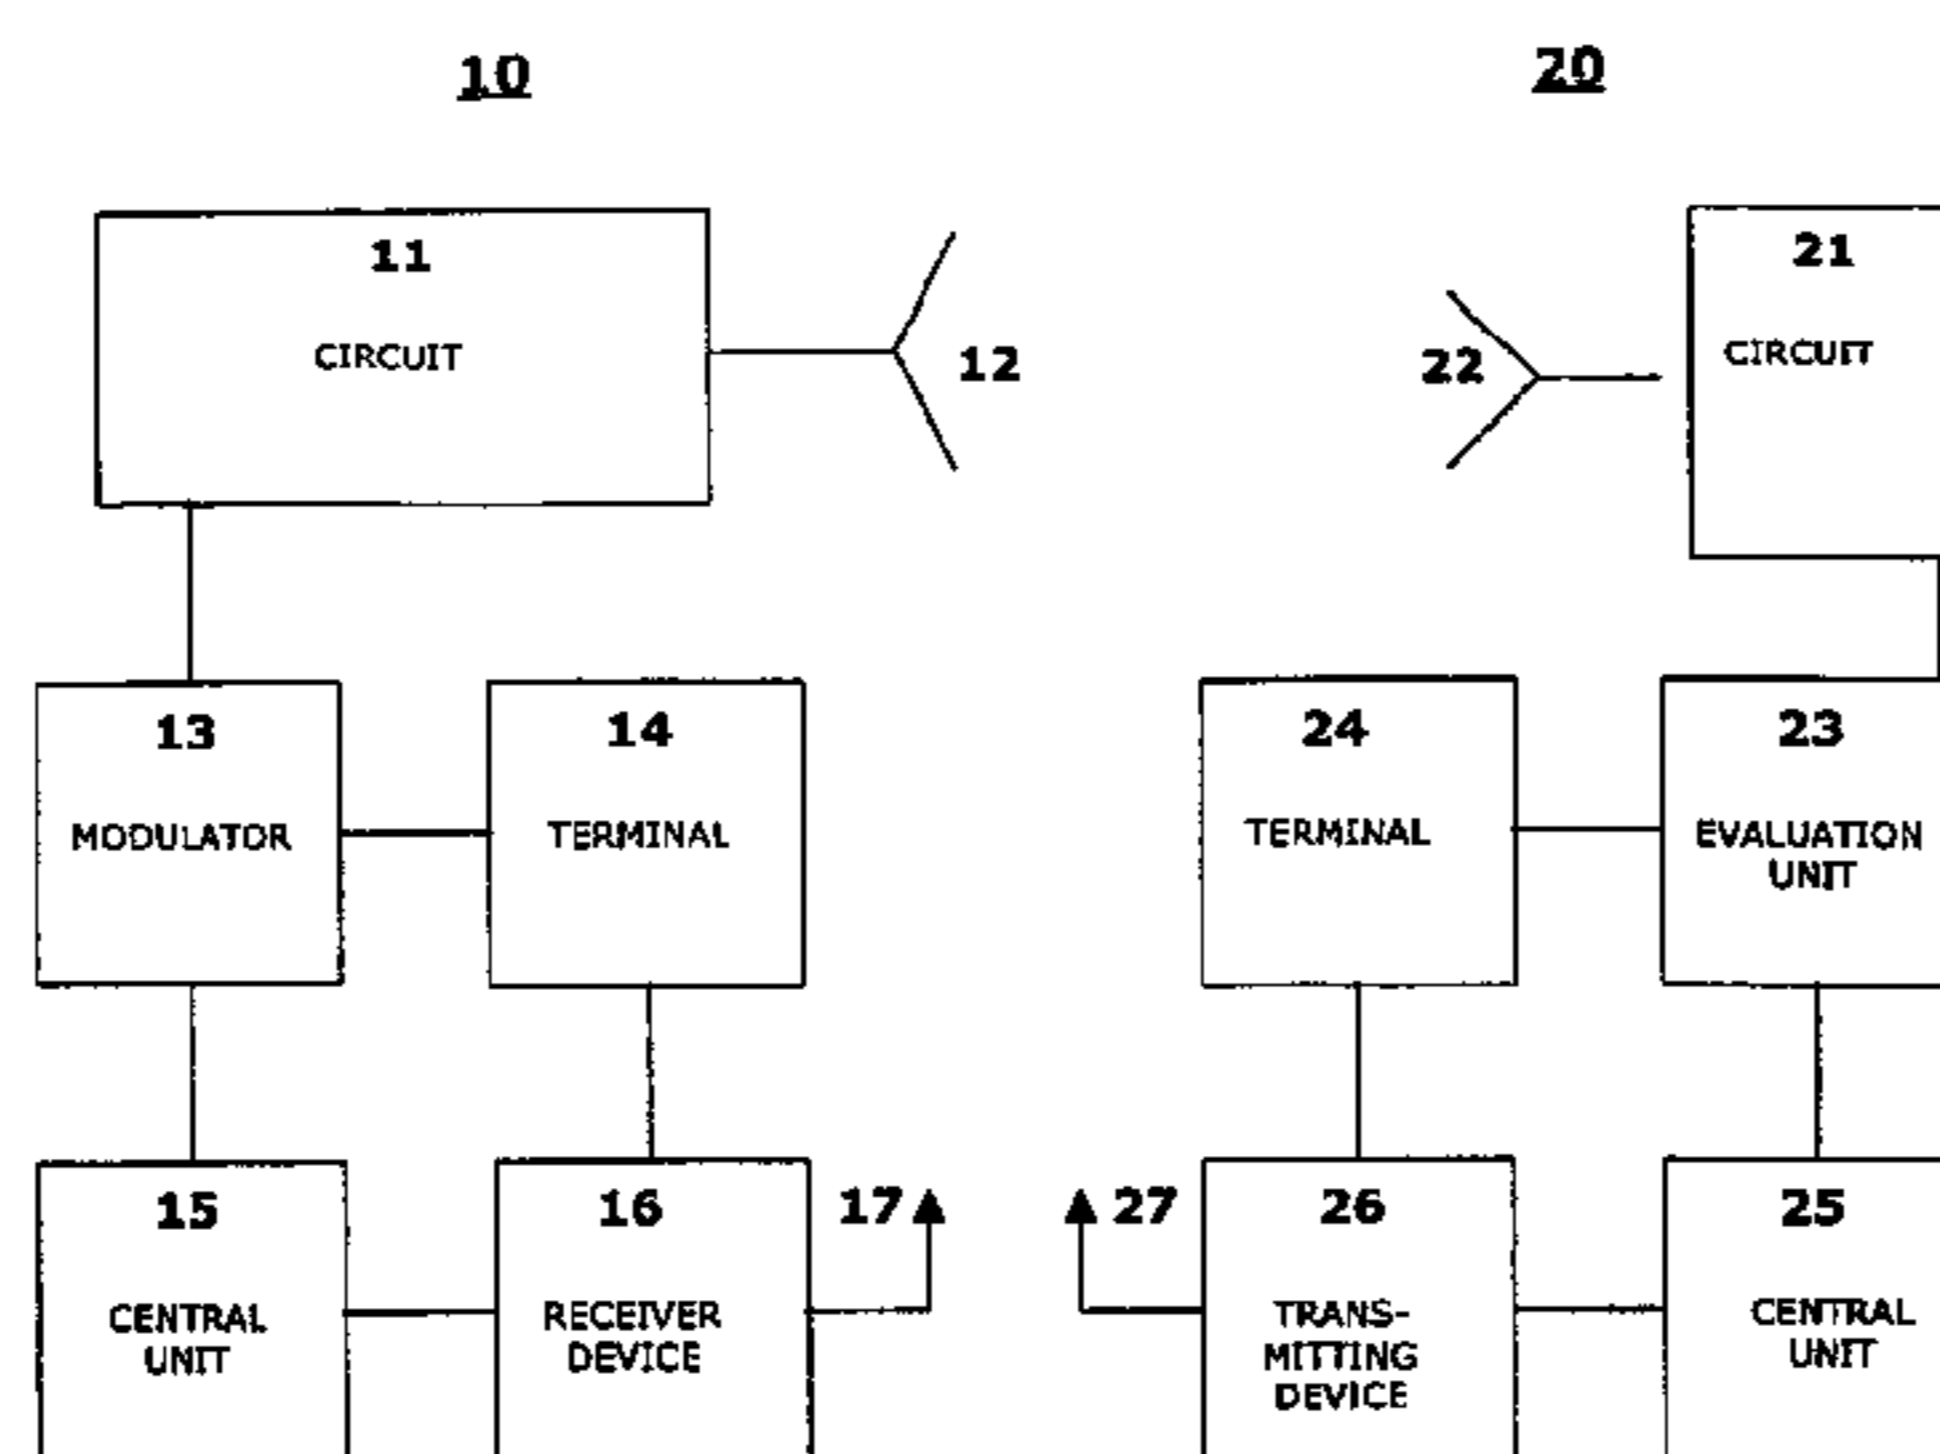 10
20
11
CIRCUIT
12
22
21
CIRCUIT
13
MODULATOR
14
TERMINAL
24
TERMINAL
23
EVALUATION
UNIT
15
CENTRAL
UNIT
16
RECEIVER
DEVICE
17
27
26
TRANS-
MITTING
DEVICE
25
CENTRAL
UNIT